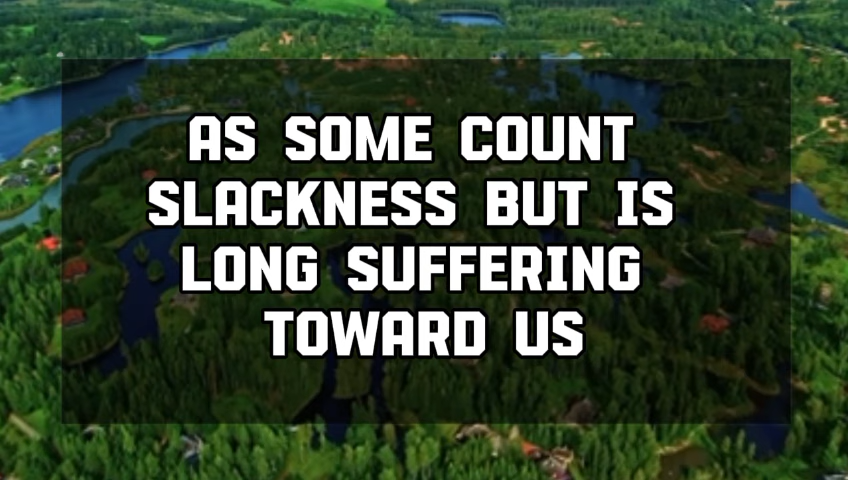 AS SOME COUNT
SLACKNESS BUT IS
LONG SUFFERING
TOWARD US